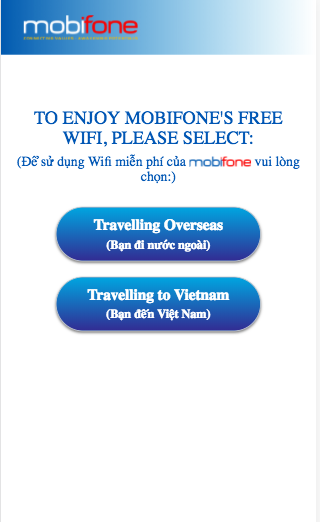 mobifone
TO ENJOY MOBIFONE'S FREE
WIFI, PLEASE SELECT:
(Để sử dụng Wifi miễn phí của mobifone vui lòng
chọn:)
Travelling Overseas
(Bạn đi nước ngoài)
Travelling to Vietnam
(Bạn đến Việt Nam)